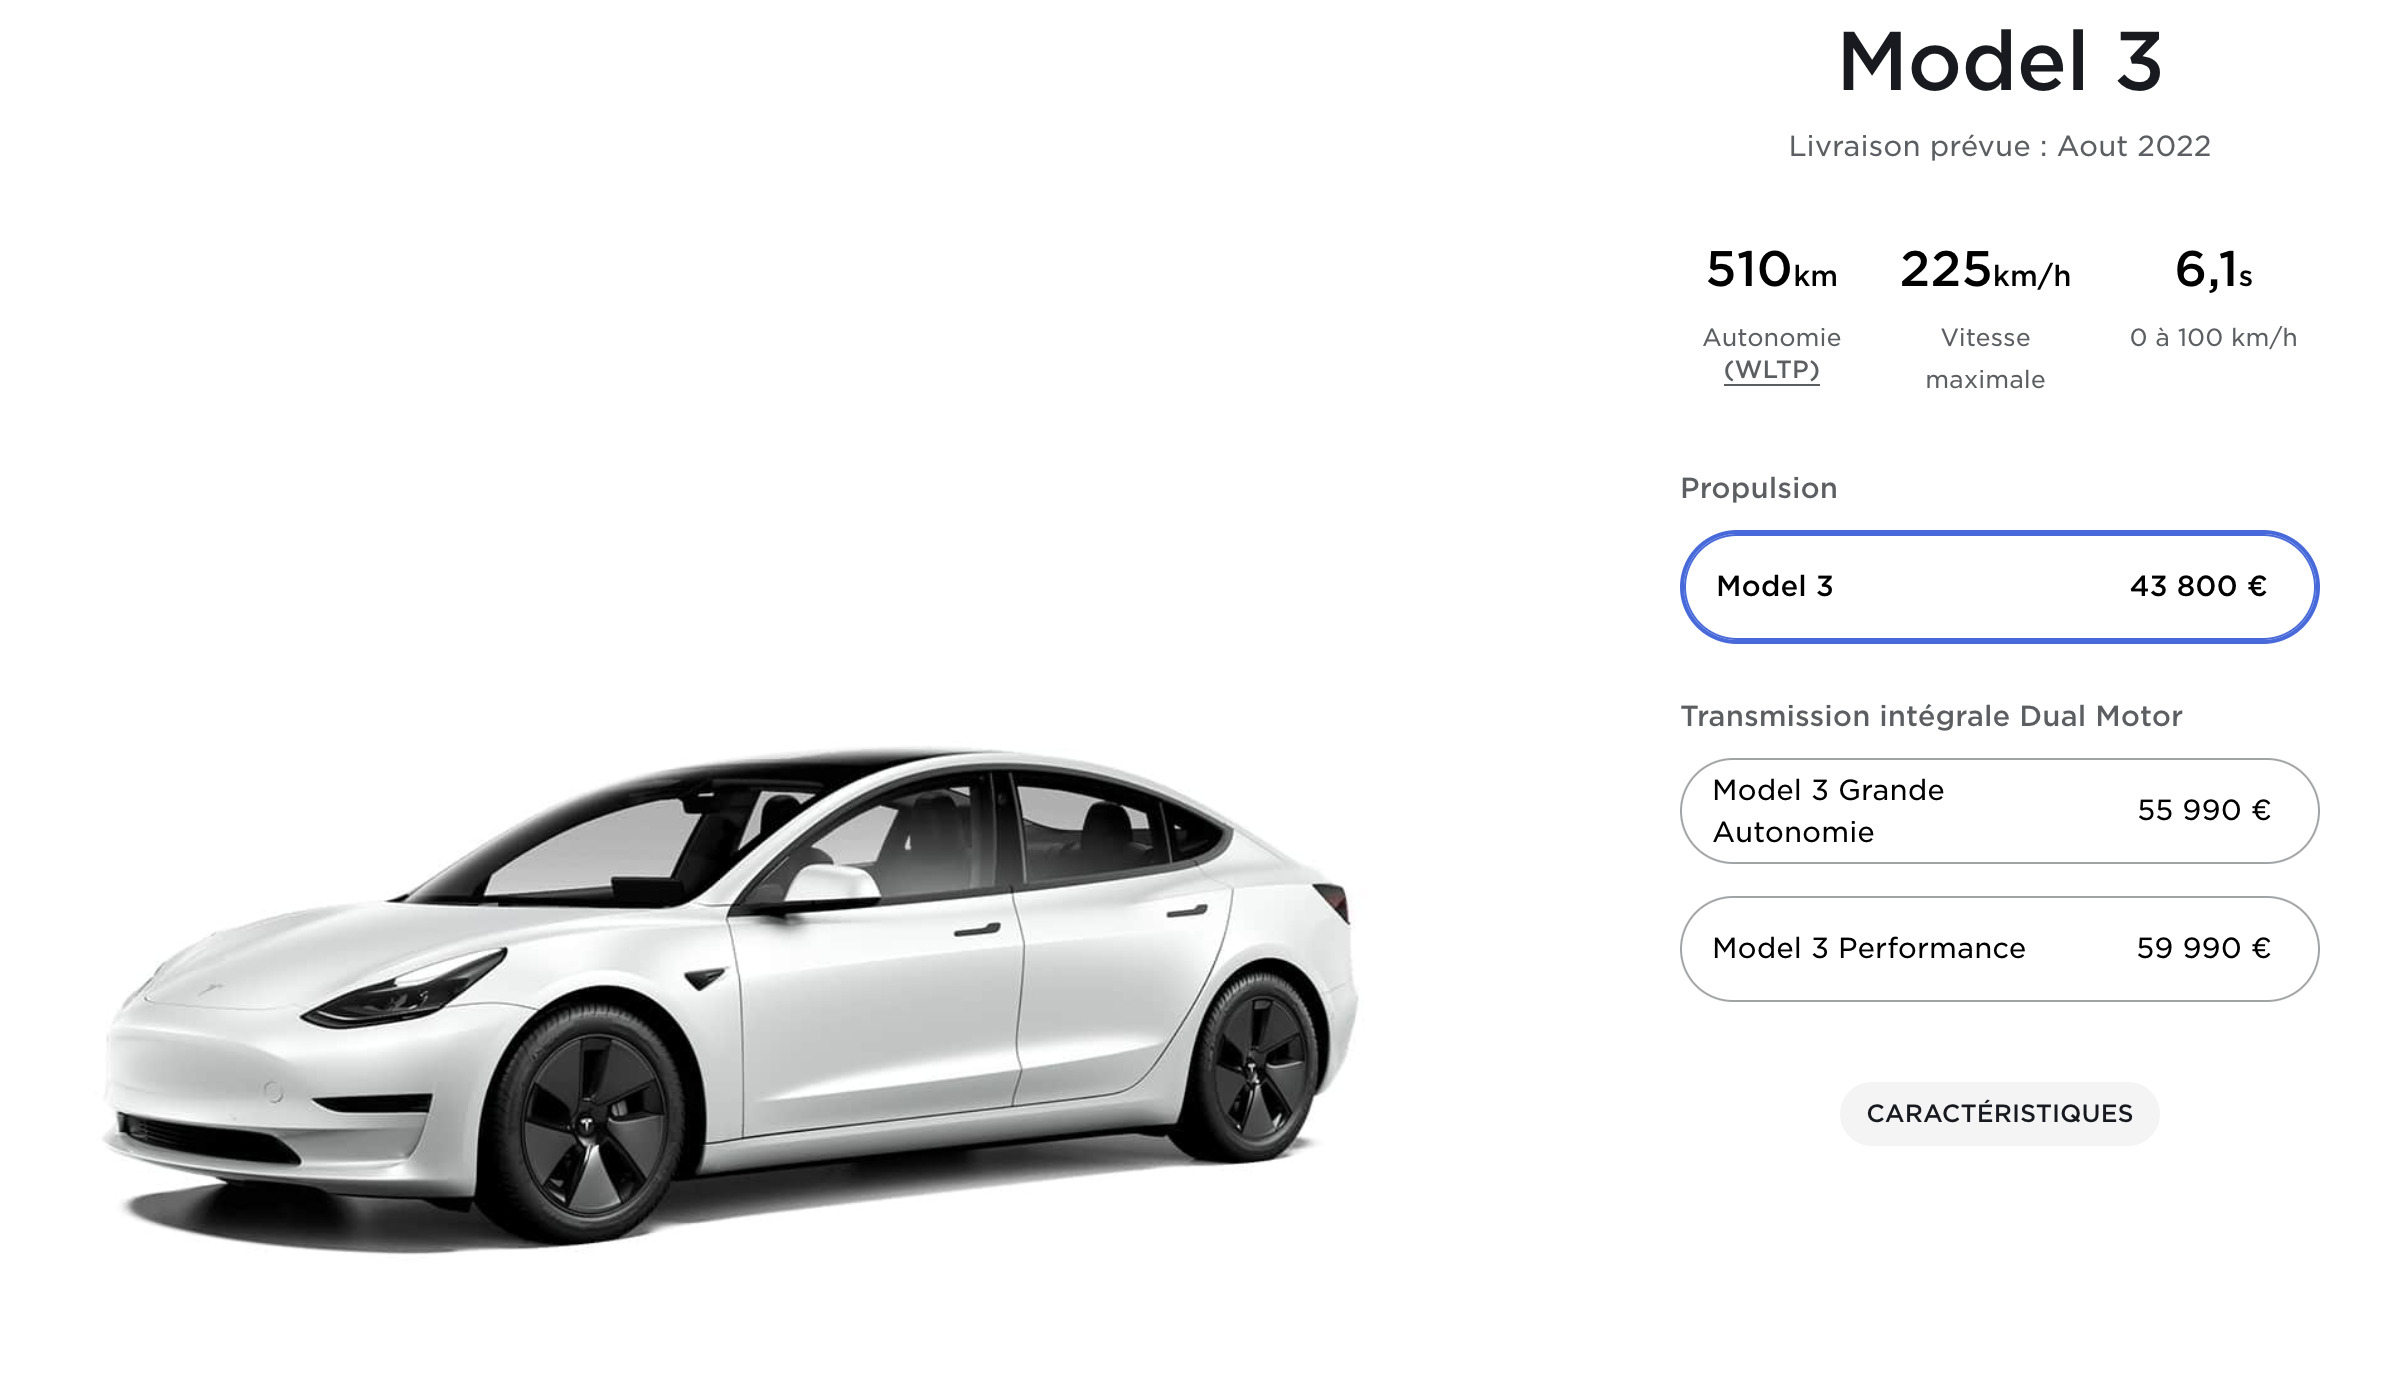 Model 3
Livraison prévue : Aout 2022
510km 225km/h 6,1s
Autonomie Vitesse 0 à 100 km/h
(WLTP) maximale
Propulsion
Model 3 43 800 €
Transmission intégrale Dual Motor
Model 3 Grande
Autonomie 55 990 €
Model 3 Performance 59 990 €
CARACTÉRISTIQUES